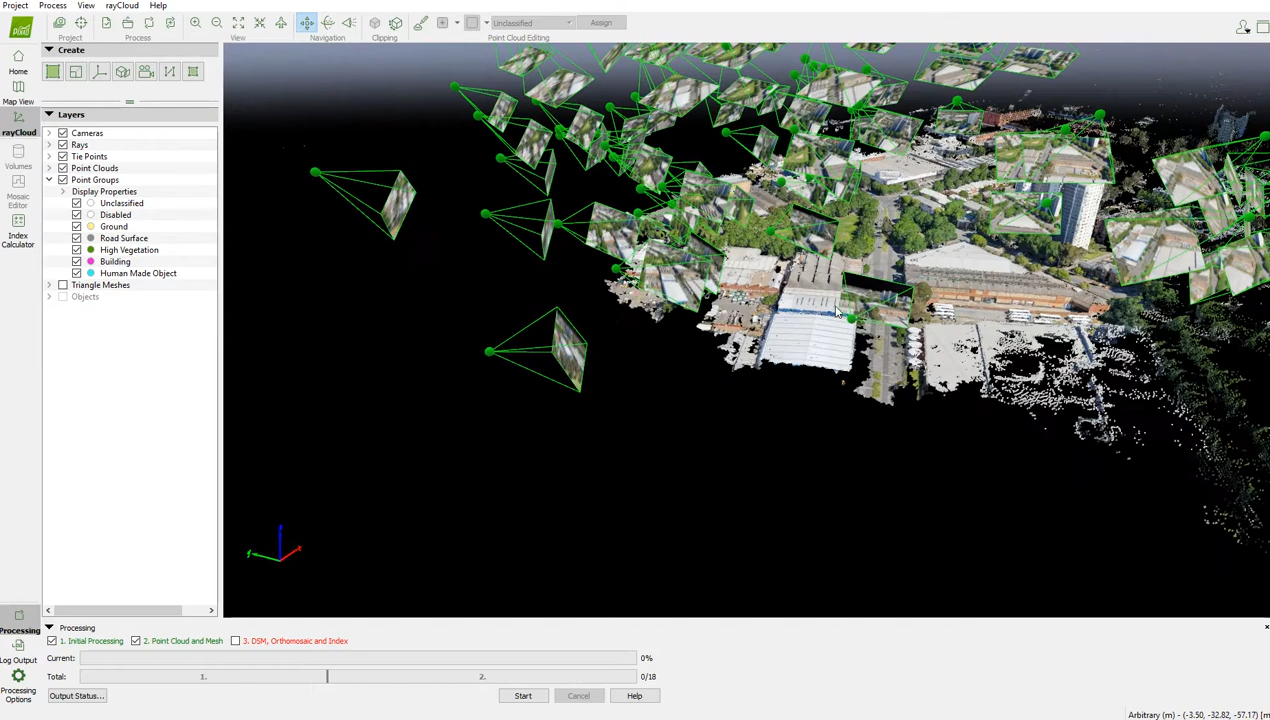 Project Process View rayCloud Help
Project Process View Navigation Clipping Point Cloud Editing
Unclassified Assign
Create
Home
Map View
rayCloud
Volumes
Mosaic Editor
Index Calculator
Layers
Cameras
Rays
Tie Points
Point Clouds
Point Groups
Display Properties
Unclassified
Disabled
Ground
Road Surface
High Vegetation
Building
Human Made Object
Triangle Meshes
Objects
Processing
Log Output
Processing Options
Processing
1. Initial Processing 2. Point Cloud and Mesh 3. DSM, Orthomosaic and Index
Current: 0%
Total: 1. 2. 0/18
Output Status... Start Cancel Help
Arbitrary (m) - (-3.50, -32.82, -57.17) [m